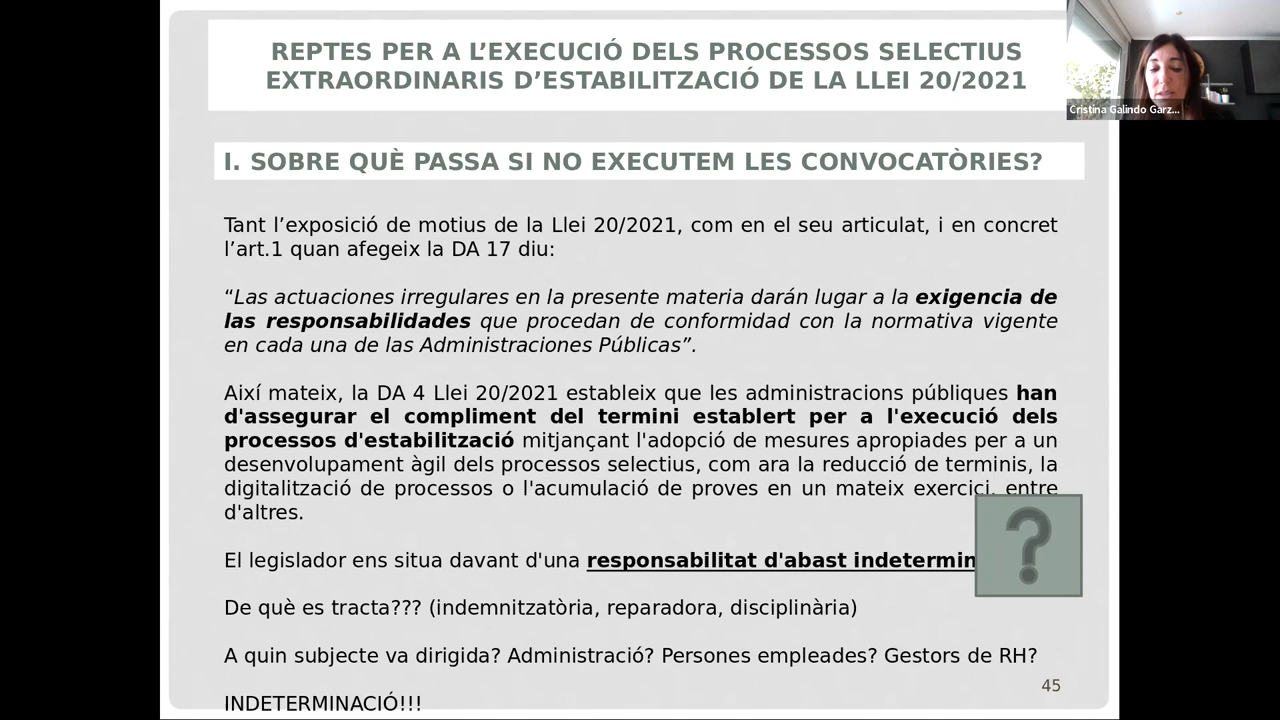 REPTES PER A L’EXECUCIÓ DELS PROCESSOS SELECTIUS
EXTRAORDINARIS D’ESTABILITZACIÓ DE LA LLEI 20/2021
Cristina Galindo Garz...
I. SOBRE QUÈ PASSA SI NO EXECUTEM LES CONVOCATÒRIES?
Tant l’exposició de motius de la Llei 20/2021, com en el seu articulat, i en concret
l’art.1 quan afegeix la DA 17 diu:
“Las actuaciones irregulares en la presente materia darán lugar a la exigencia de
las responsabilidades que procedan de conformidad con la normativa vigente
en cada una de las Administraciones Públicas”.
Així mateix, la DA 4 Llei 20/2021 estableix que les administracions públiques han
d'assegurar el compliment del termini establert per a l'execució dels
processos d'estabilització mitjançant l'adopció de mesures apropiades per a un
desenvolupament àgil dels processos selectius, com ara la reducció de terminis, la
digitalització de processos o l'acumulació de proves en un mateix exercici, entre
d'altres.
El legislador ens situa davant d'una responsabilitat d'abast indetermin
?
De què es tracta??? (indemnitzatòria, reparadora, disciplinària)
A quin subjecte va dirigida? Administració? Persones empleades? Gestors de RH?
45
INDETERMINACIÓ!!!